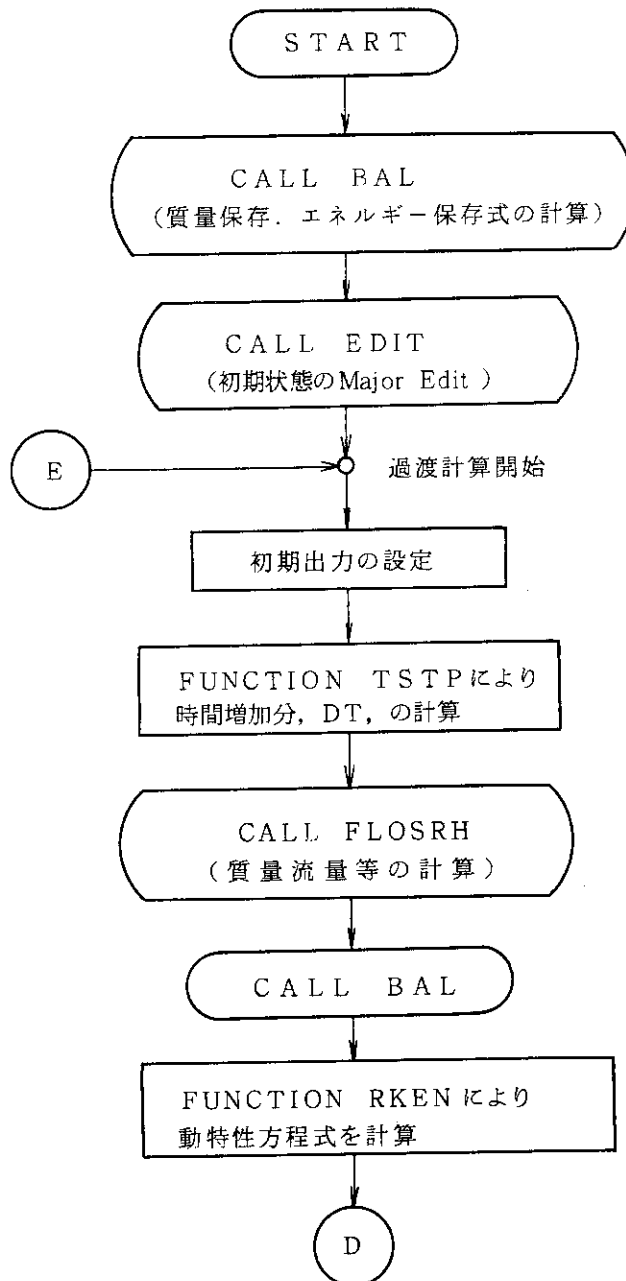 START
CALL BAL
(質量保存．エネルギー保存式の計算)
CALL EDIT
(初期状態のMajor Edit)
E
過渡計算開始
初期出力の設定
FUNCTION TSTPにより
時間増加分，DT，の計算
CALL FLOSRH
(質量流量等の計算)
CALL BAL
FUNCTION RKENにより
動特性方程式を計算
D